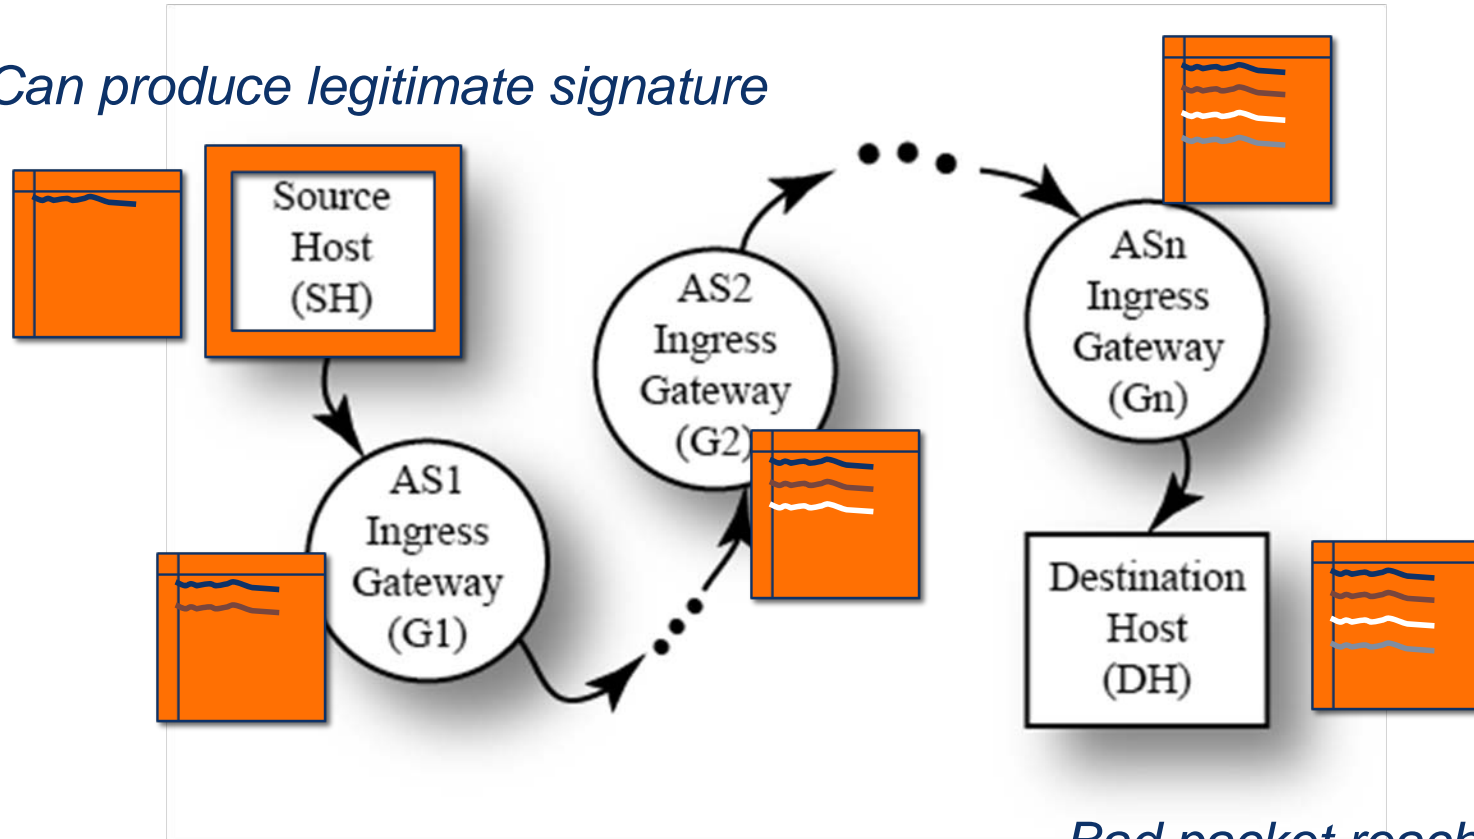 Can produce legitimate signature
Source
Host
(SH)
AS1
Ingress
Gateway
(G1)
AS2
Ingress
Gateway
(G2)
ASn
Ingress
Gateway
(Gn)
Destination
Host
(DH)
packet